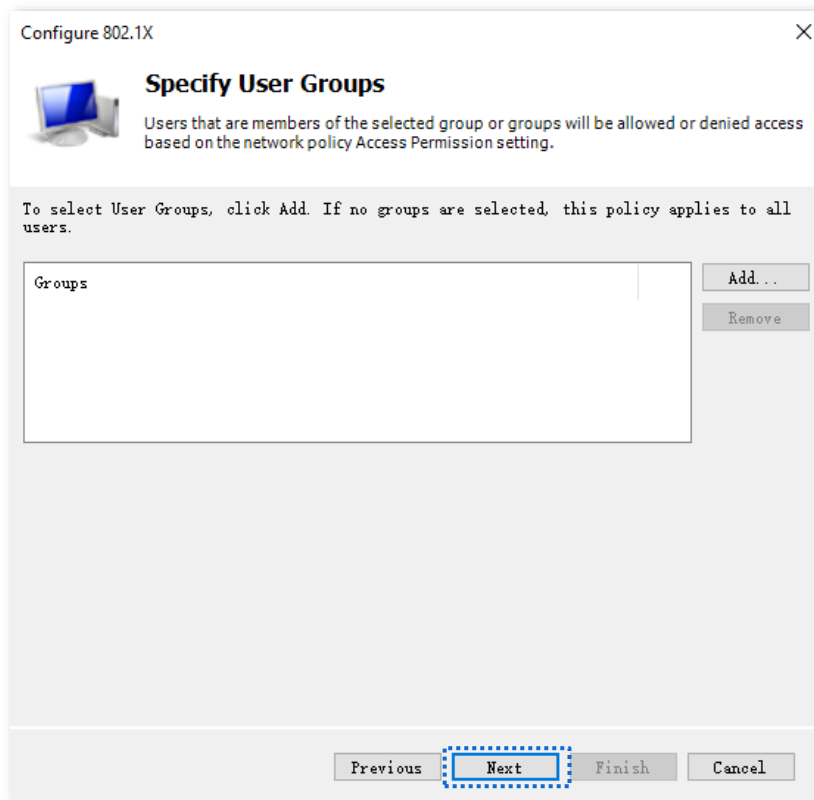 Configure 802.1X
Specify User Groups
Users that are members of the selected group or groups will be allowed or denied access
based on the network policy Access Permission setting.
To select User Groups, click Add. If no groups are selected, this policy applies to all
users.
Groups
Add...
Remove
Previous
Next
Finish
Cancel